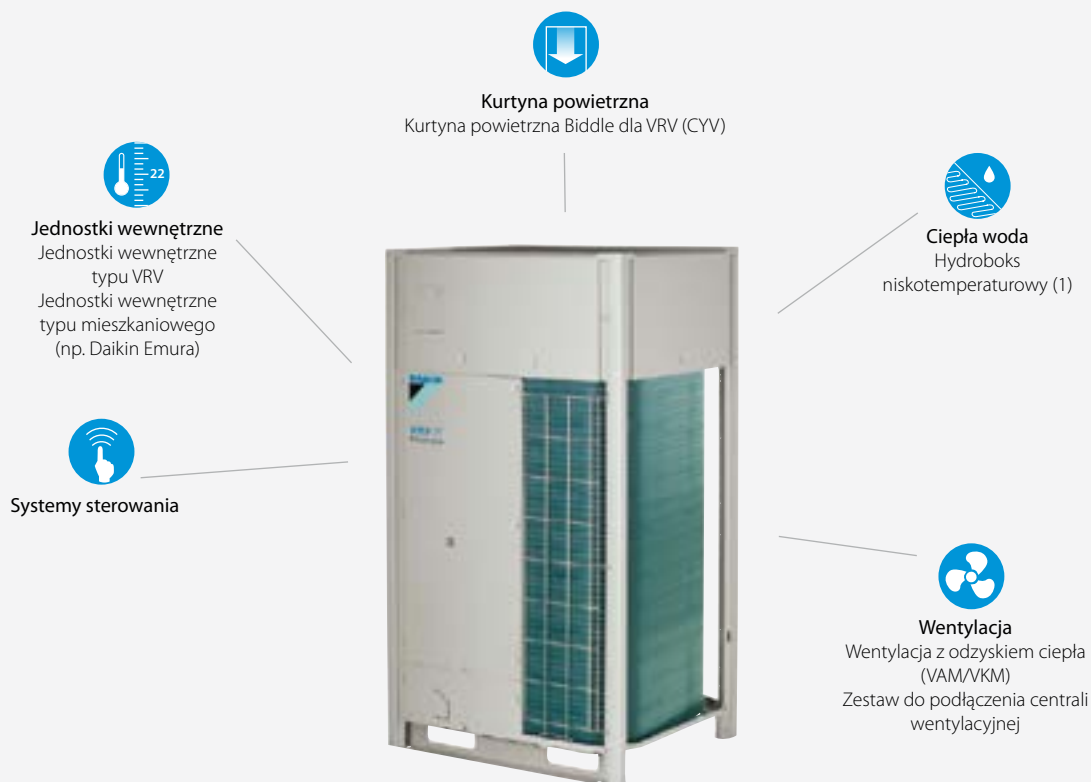 Kurtyna powietrzna
Kurtyna powietrzna Biddle dla VRV (CYV)
22
Jednostki wewnętrzne
Jednostki wewnętrzne
typu VRV
Jednostki wewnętrzne
typu mieszkaniowego
(np. Daikin Emura)
Ciepła woda
Hydroboks
niskotemperaturowy (1)
Systemy sterowania
DAIKIN
Wentylacja
Wentylacja z odzyskiem ciepła
(VAM/VKM)
Zestaw do podłączenia centrali
wentylacyjnej